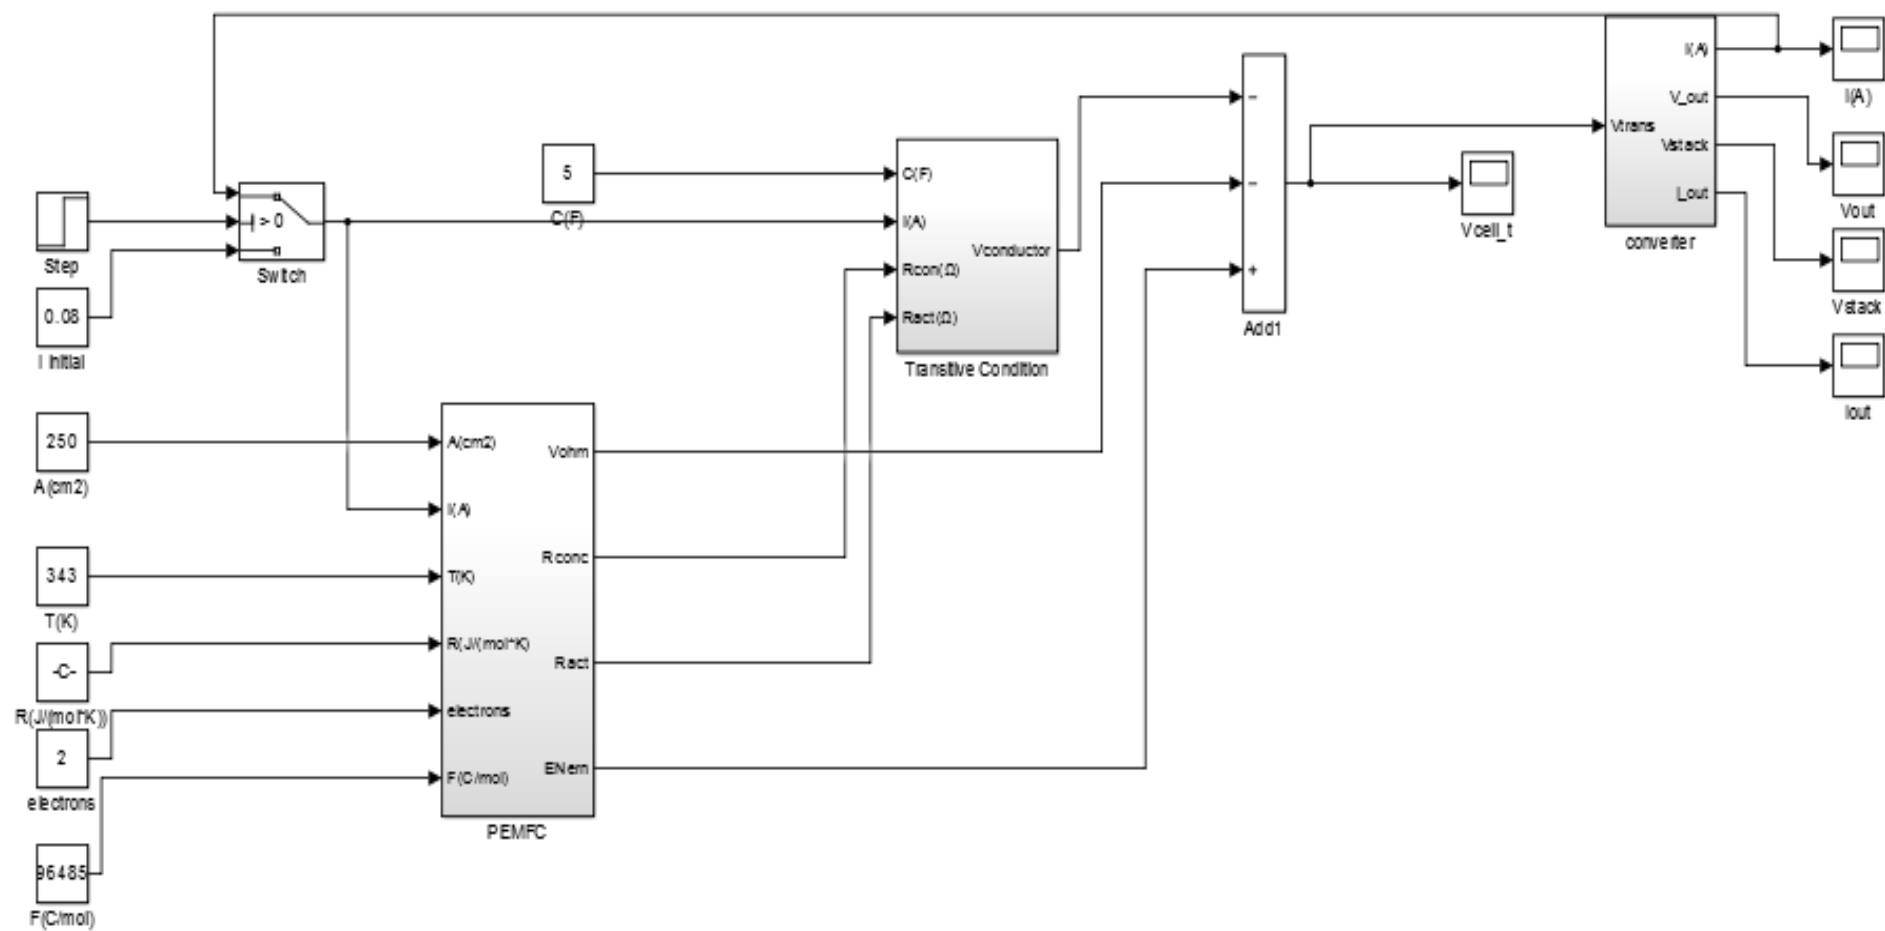 Step
> 0
Switch
0.08
I Initial
250
A(cm2)
343
T(K)
-C-
R(J/(mol*K))
2
electrons
96485
F(C/mol)
A(cm2)
I(A)
T(K)
R(J/(mol*K)
electrons
F(C/mol)
Vohm
Rconc
Ract
ENern
PEMFC
5
C(F)
C(F)
I(A)
Rcon(Ω)
Ract(Ω)
Vconductor
Transitive Condition
−
−
+
Add1
Vcell_t
Vtrans
I(A)
V_out
Vstack
I_out
converter
I(A)
Vout
Vstack
Iout